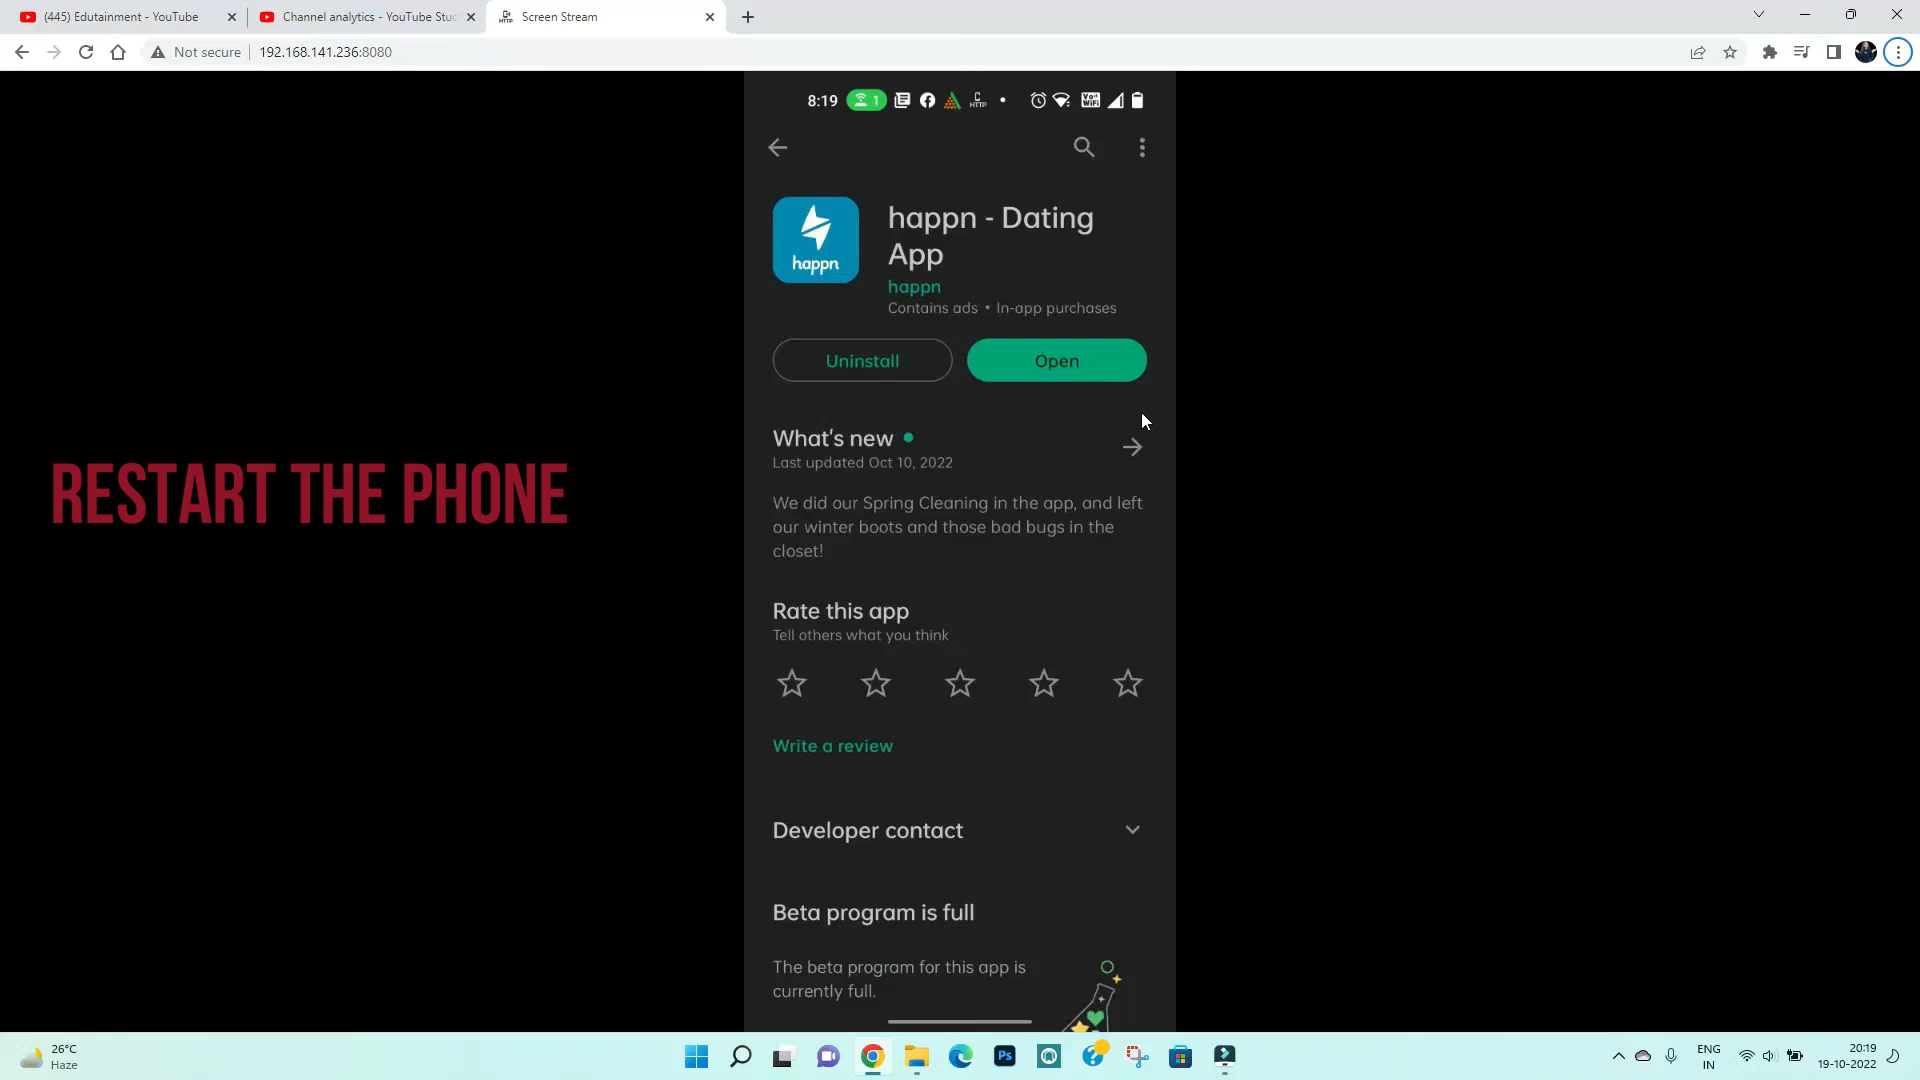 (445) Edutainment - YouTube
Channel analytics - YouTube Stu
Screen Stream
Not secure
192.168.141.236:8080
8:19
1
HTTP
happn
happn - Dating
App
happn
Contains ads • In-app purchases
Uninstall
Open
What's new
Last updated Oct 10, 2022
We did our Spring Cleaning in the app, and left
our winter boots and those bad bugs in the
closet!
RESTART THE PHONE
Rate this app
Tell others what you think
Write a review
Developer contact
Beta program is full
The beta program for this app is
currently full.
26°C
Haze
Ps
ENG
IN
20:19
19-10-2022